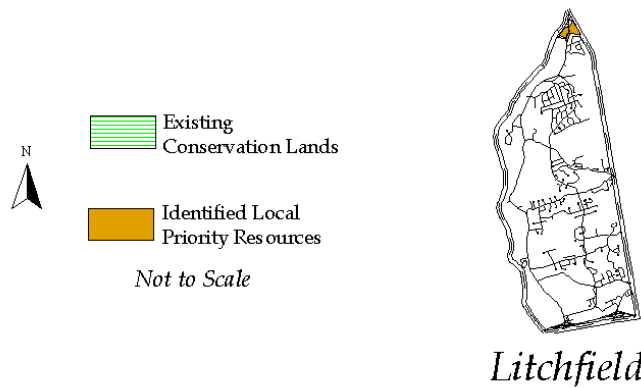 Existing
Conservation Lands
N
Identified Local
Priority Resources
Not to Scale
Litchfield